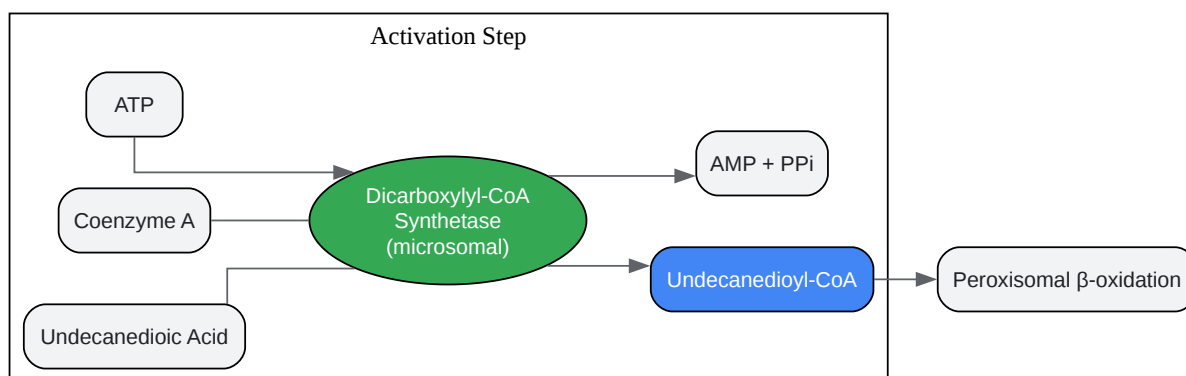 Activation Step
ATP
AMP + PPi
Coenzyme A
Dicarboxylyl-CoA
Synthetase
(microsomal)
Undecanedioyl-CoA
Peroxisomal β-oxidation
Undecanedioic Acid